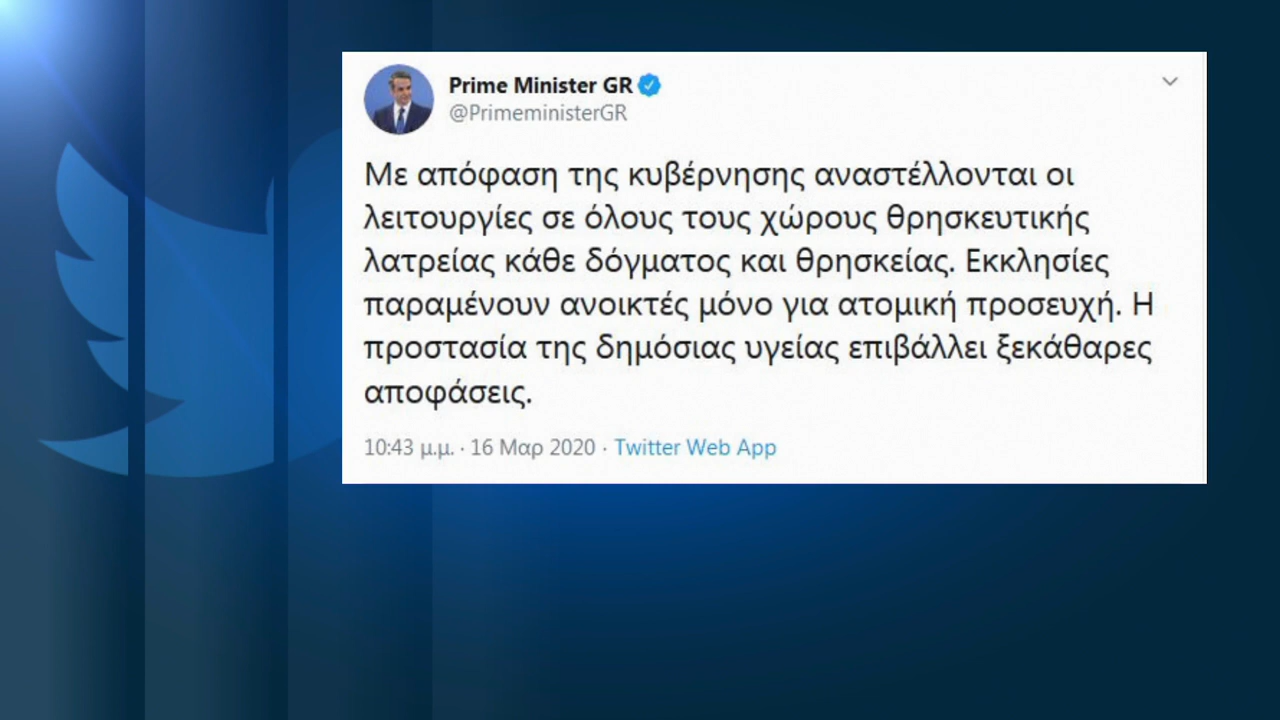 Prime Minister GR
@PrimeministerGR
Με απόφαση της κυβέρνησης αναστέλλονται οι
λειτουργίες σε όλους τους χώρους θρησκευτικής
λατρείας κάθε δόγματος και θρησκείας. Εκκλησίες
παραμένουν ανοικτές μόνο για ατομική προσευχή. Η
προστασία της δημόσιας υγείας επιβάλλει ξεκάθαρες
αποφάσεις.
10:43 μ.μ. · 16 Μαρ 2020 · Twitter Web App